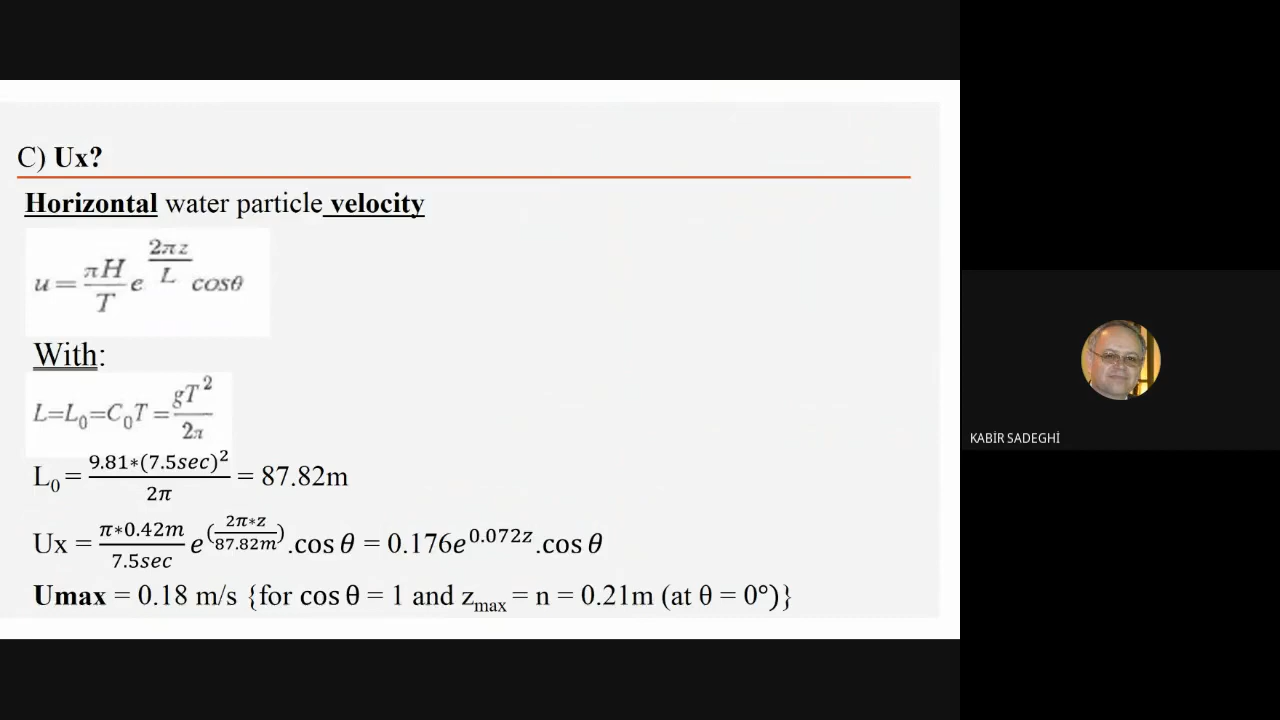 C) Ux?
Horizontal water particle velocity
u = πH/T e^(2πz/L) cosθ
With:
L=L₀=C₀T = gT²/2π
L₀ = 9.81*(7.5sec)²/2π = 87.82m
Ux = π*0.42m/7.5sec e^(2π*z/87.82m).cos θ = 0.176e^0.072z.cos θ
Umax = 0.18 m/s {for cos θ = 1 and z_max = n = 0.21m (at θ = 0°)}
KABİR SADEGHİ